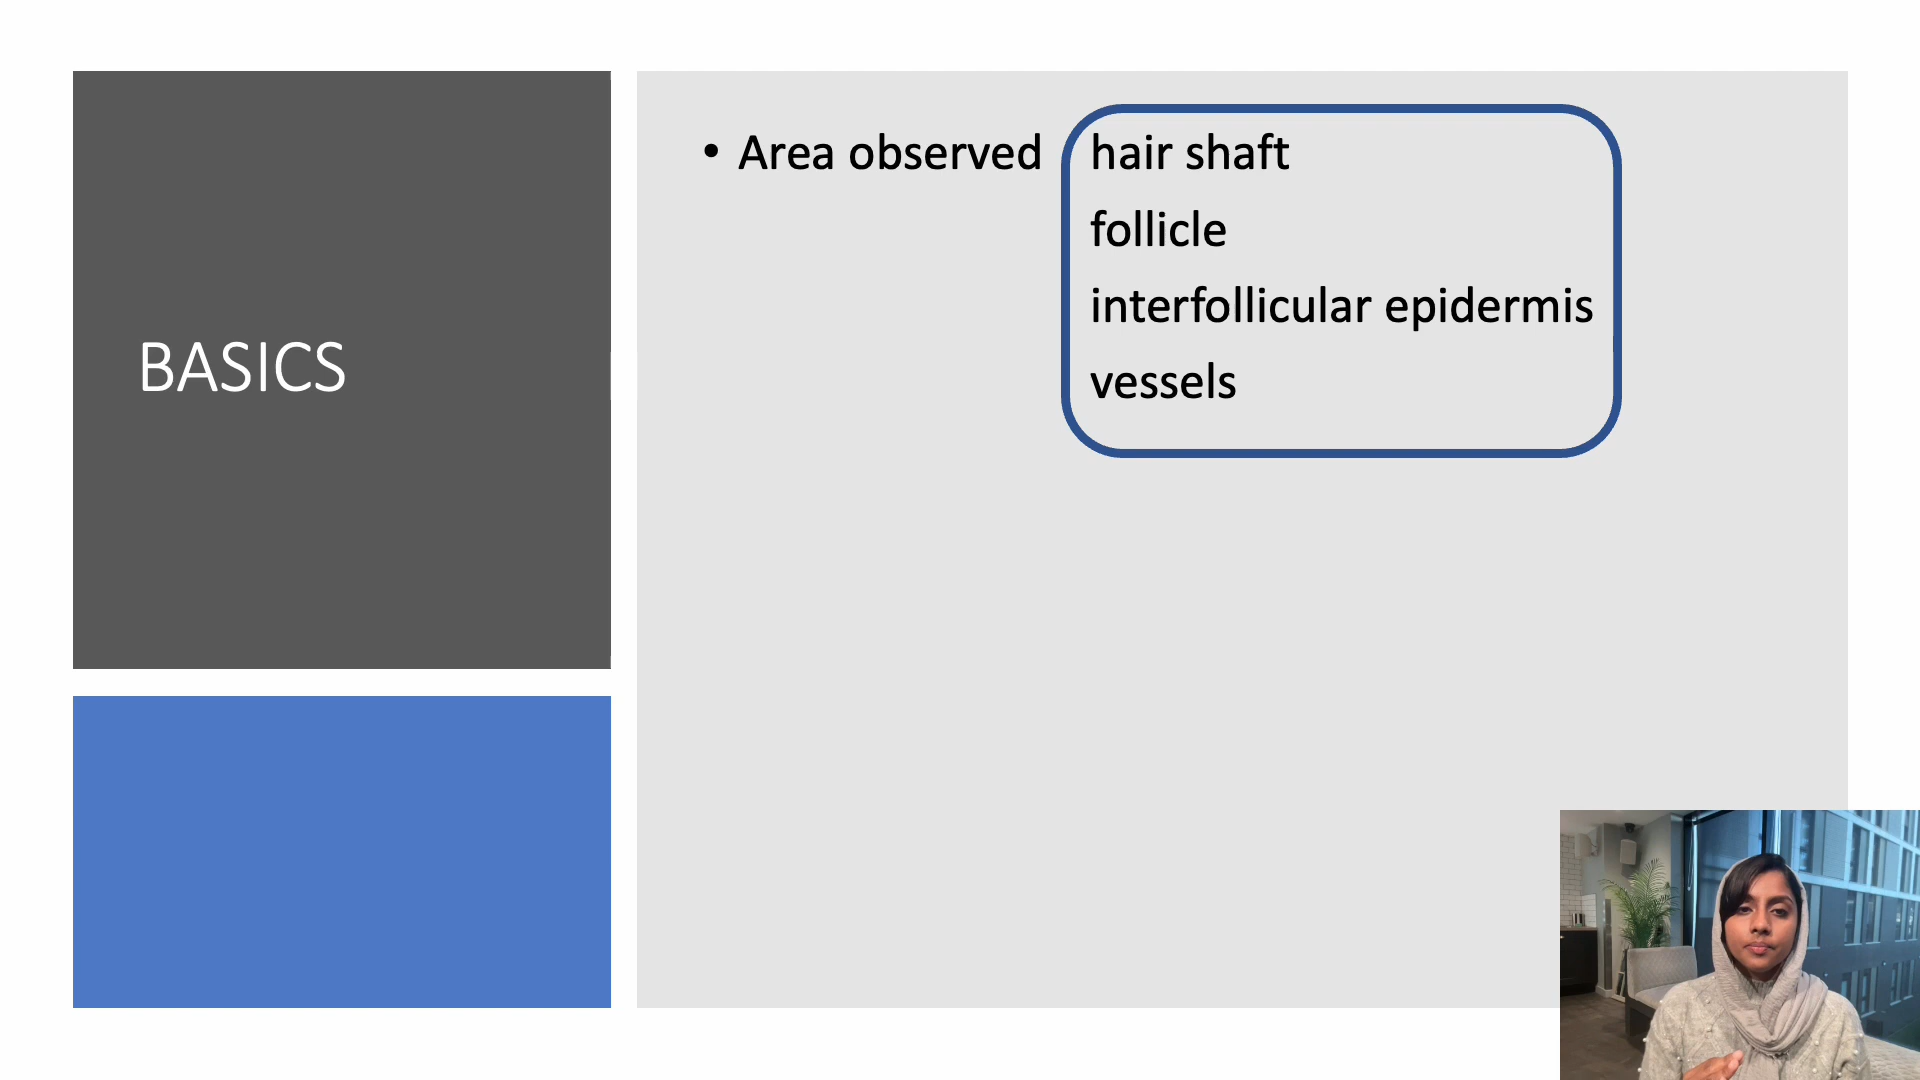 BASICS
• Area observed hair shaft
follicle
interfollicular epidermis
vessels